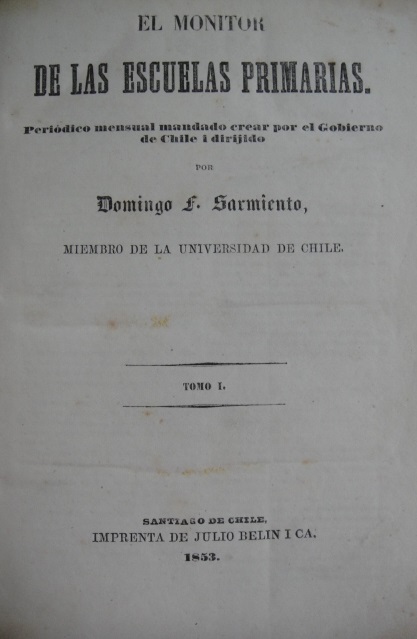 EL MONITOR
DE LAS ESCUELAS PRIMARIAS.
Periódico mensual mandado crear por el Gobierno
de Chile i dirijido
POR
Domingo F. Sarmiento,
MIEMBRO DE LA UNIVERSIDAD DE CHILE.
TOMO I.
SANTIAGO DE CHILE,
IMPRENTA DE JULIO BELIN I CA.
1853.